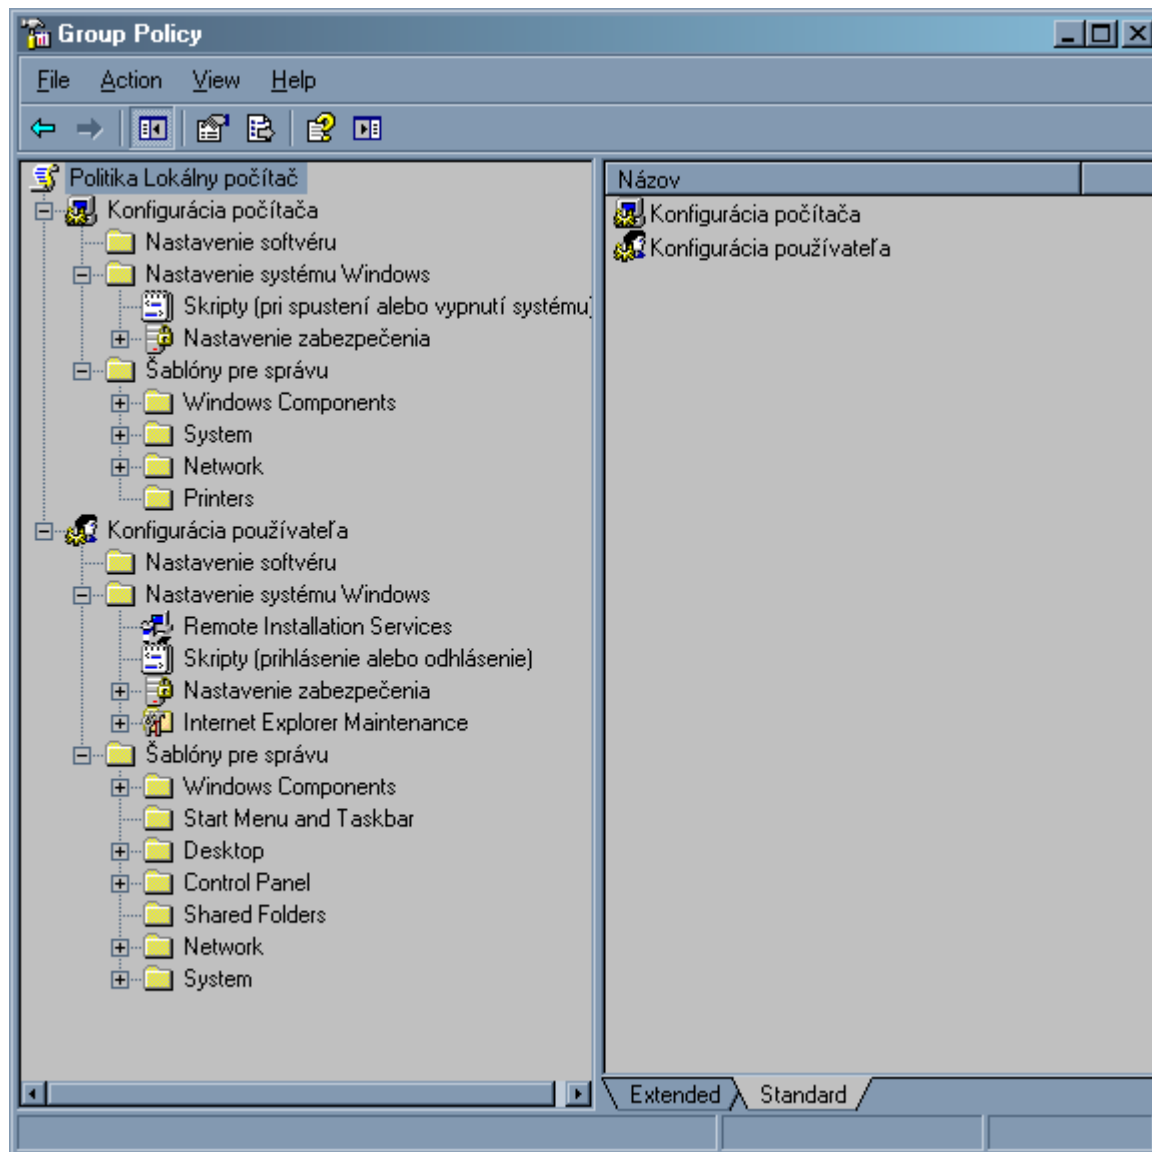 Group Policy
File Action View Help
Politika Lokálny počítač
Konfigurácia počítača
Nastavenie softvéru
Nastavenie systému Windows
Skripty (pri spustení alebo vypnutí systému)
Nastavenie zabezpečenia
Šablóny pre správu
Windows Components
System
Network
Printers
Konfigurácia používateľa
Nastavenie softvéru
Nastavenie systému Windows
Remote Installation Services
Skripty (prihlásenie alebo odhlásenie)
Nastavenie zabezpečenia
Internet Explorer Maintenance
Šablóny pre správu
Windows Components
Start Menu and Taskbar
Desktop
Control Panel
Shared Folders
Network
System
Názov
Konfigurácia počítača
Konfigurácia používateľa
Extended Standard